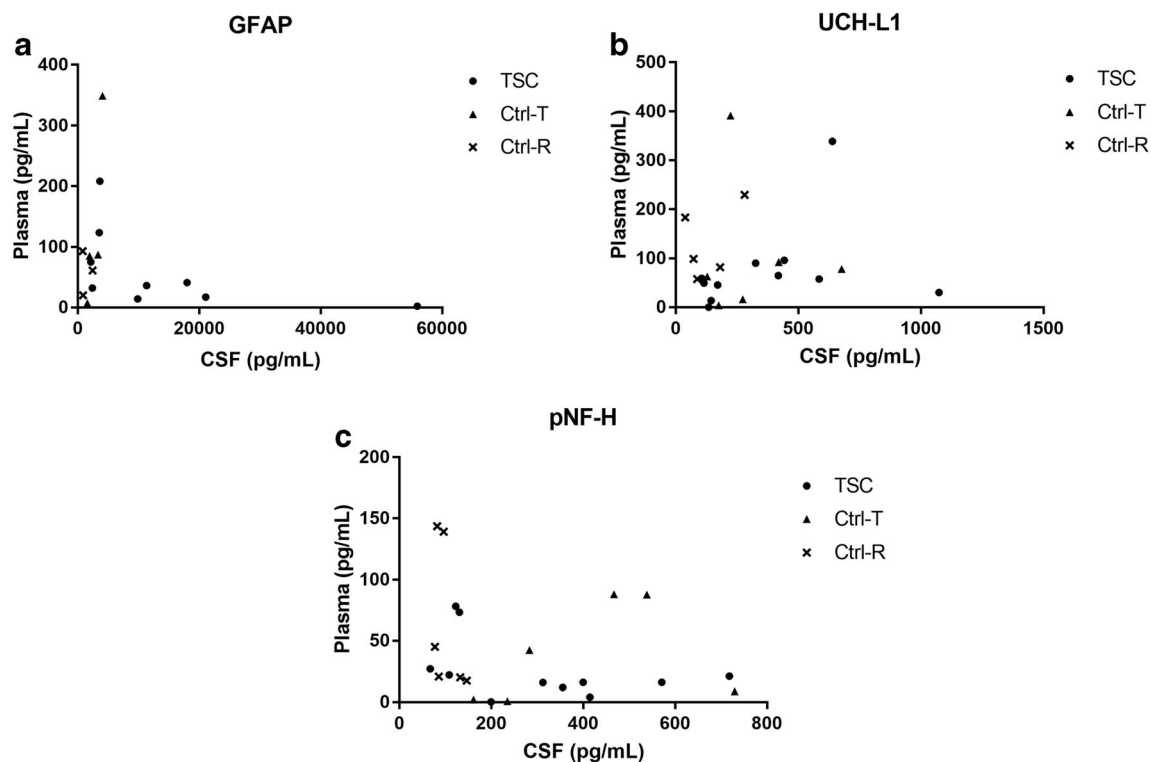 a
GFAP
Plasma (pg/mL)
400
300
200
100
0
0 20000 40000 60000
CSF (pg/mL)
TSC
Ctrl-T
Ctrl-R
b
UCH-L1
Plasma (pg/mL)
500
400
300
200
100
0
0 500 1000 1500
CSF (pg/mL)
TSC
Ctrl-T
Ctrl-R
c
pNF-H
Plasma (pg/mL)
200
150
100
50
0
0 200 400 600 800
CSF (pg/mL)
TSC
Ctrl-T
Ctrl-R